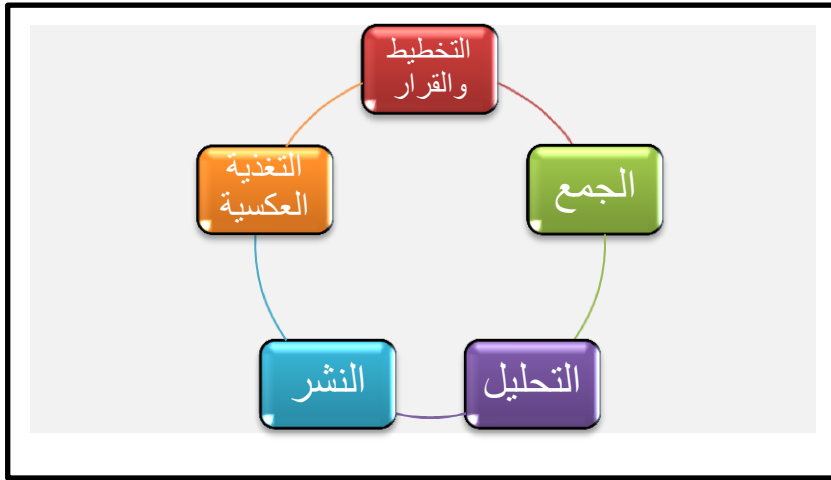 التخطيط
والقرار
الجمع
التحليل
النشر
التغذية
العكسية